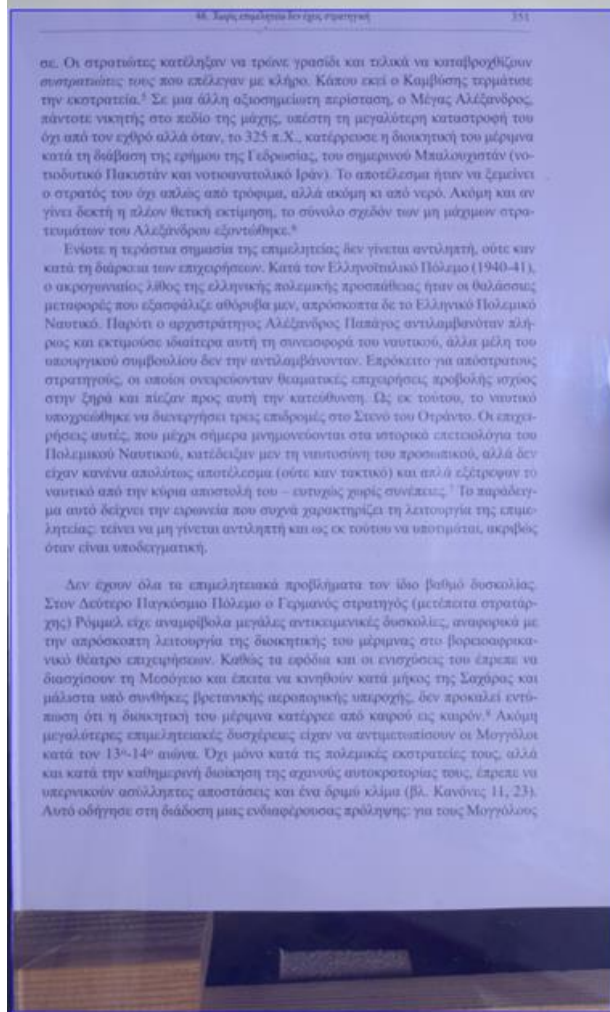 46. Χωρίς επιμελητεία δεν έχεις στρατηγική 351
σε. Οι στρατιώτες κατέληξαν να τρώνε γρασίδι και τελικά να καταβροχθίζουν
συστρατιώτες τους που επέλεγαν με κλήρο. Κάπου εκεί ο Καμβύσης τερμάτισε
την εκστρατεία.⁵ Σε μια άλλη αξιοσημείωτη περίσταση, ο Μέγας Αλέξανδρος,
πάντοτε νικητής στο πεδίο της μάχης, υπέστη τη μεγαλύτερη καταστροφή του
όχι από τον εχθρό αλλά όταν, το 325 π.Χ., κατέρρευσε η διοικητική του μέριμνα
κατά τη διάβαση της ερήμου της Γεδρωσίας, του σημερινού Μπαλουχιστάν (νο-
τιοδυτικό Πακιστάν και νοτιοανατολικό Ιράν). Το αποτέλεσμα ήταν να ξεμείνει
ο στρατός του όχι απλώς από τρόφιμα, αλλά ακόμη κι από νερό. Ακόμη και αν
γίνει δεκτή η πλέον θετική εκτίμηση, το σύνολο σχεδόν των μη μάχιμων στρα-
τευμάτων του Αλέξανδρου εξοντώθηκε.⁶
Ενίοτε η τεράστια σημασία της επιμελητείας δεν γίνεται αντιληπτή, ούτε καν
κατά τη διάρκεια των επιχειρήσεων. Κατά τον Ελληνοϊταλικό Πόλεμο (1940-41),
ο ακρογωνιαίος λίθος της ελληνικής πολεμικής προσπάθειας ήταν οι θαλάσσιες
μεταφορές που εξασφάλιζε αθόρυβα μεν, απρόσκοπτα δε το Ελληνικό Πολεμικό
Ναυτικό. Παρότι ο αρχιστράτηγος Αλέξανδρος Παπάγος αντιλαμβανόταν πλή-
ρως και εκτιμούσε ιδιαίτερα αυτή τη συνεισφορά του ναυτικού, άλλα μέλη του
υπουργικού συμβουλίου δεν την αντιλαμβάνονταν. Επρόκειτο για απόστρατους
στρατηγούς, οι οποίοι ονειρεύονταν θεαματικές επιχειρήσεις προβολής ισχύος
στην ξηρά και πίεζαν προς αυτή την κατεύθυνση. Ως εκ τούτου, το ναυτικό
υποχρεώθηκε να διενεργήσει τρεις επιδρομές στο Στενό του Οτράντο. Οι επιχει-
ρήσεις αυτές, που μέχρι σήμερα μνημονεύονται στα ιστορικά επετειολόγια του
Πολεμικού Ναυτικού, κατέδειξαν μεν τη ναυτοσύνη του προσωπικού, αλλά δεν
είχαν κανένα απολύτως αποτέλεσμα (ούτε καν τακτικό) και απλά εξέτρεψαν το
ναυτικό από την κύρια αποστολή του – ευτυχώς χωρίς συνέπειες.⁷ Το παράδειγ-
μα αυτό δείχνει την ειρωνεία που συχνά χαρακτηρίζει τη λειτουργία της επιμε-
λητείας: τείνει να μη γίνεται αντιληπτή και ως εκ τούτου να υποτιμάται, ακριβώς
όταν είναι υποδειγματική.
Δεν έχουν όλα τα επιμελητειακά προβλήματα τον ίδιο βαθμό δυσκολίας.
Στον Δεύτερο Παγκόσμιο Πόλεμο ο Γερμανός στρατηγός (μετέπειτα στρατάρ-
χης) Ρόμμελ είχε αναμφίβολα μεγάλες αντικειμενικές δυσκολίες, αναφορικά με
την απρόσκοπτη λειτουργία της διοικητικής του μέριμνας στο βορειοαφρικα-
νικό θέατρο επιχειρήσεων. Καθώς τα εφόδια και οι ενισχύσεις του έπρεπε να
διασχίσουν τη Μεσόγειο και έπειτα να κινηθούν κατά μήκος της Σαχάρας και
μάλιστα υπό συνθήκες βρετανικής αεροπορικής υπεροχής, δεν προκαλεί εντύ-
πωση ότι η διοικητική του μέριμνα κατέρρεε από καιρού εις καιρόν.⁸ Ακόμη
μεγαλύτερες επιμελητειακές δυσχέρειες είχαν να αντιμετωπίσουν οι Μογγόλοι
κατά τον 13ᵒ-14ᵒ αιώνα. Όχι μόνο κατά τις πολεμικές εκστρατείες τους, αλλά
και κατά την καθημερινή διοίκηση της αχανούς αυτοκρατορίας τους, έπρεπε να
υπερνικούν ασύλληπτες αποστάσεις και ένα δριμύ κλίμα (βλ. Κανόνες 11, 23).
Αυτό οδήγησε στη διάδοση μιας ενδιαφέρουσας πρόληψης: για τους Μογγόλους